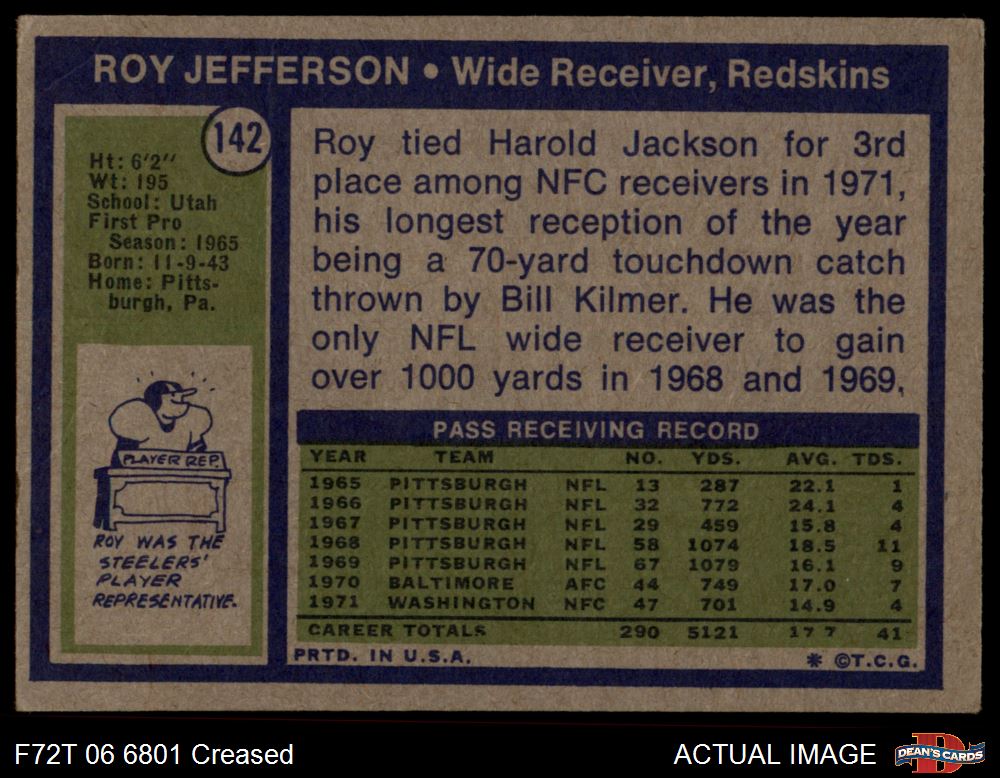 ROY JEFFERSON • Wide Receiver, Redskins
142
Ht: 6'2"
Wt: 195
School: Utah
First Pro
Season: 1965
Born: 11-9-43
Home: Pitts-
burgh, Pa.
PLAYER REP.
ROY WAS THE
STEELERS'
PLAYER
REPRESENTATIVE.
Roy tied Harold Jackson for 3rd
place among NFC receivers in 1971,
his longest reception of the year
being a 70-yard touchdown catch
thrown by Bill Kilmer. He was the
only NFL wide receiver to gain
over 1000 yards in 1968 and 1969.
PASS RECEIVING RECORD
YEAR TEAM NO. YDS. AVG. TDS.
1965 PITTSBURGH NFL 13 287 22.1 1
1966 PITTSBURGH NFL 32 772 24.1 4
1967 PITTSBURGH NFL 29 459 15.8 4
1968 PITTSBURGH NFL 58 1074 18.5 11
1969 PITTSBURGH NFL 67 1079 16.1 9
1970 BALTIMORE AFC 44 749 17.0 7
1971 WASHINGTON NFC 47 701 14.9 4
CAREER TOTALS 290 5121 17 7 41
PRTD. IN U.S.A. * ©T.C.G.
F72T 06 6801 Creased ACTUAL IMAGE DEAN'S CARDS